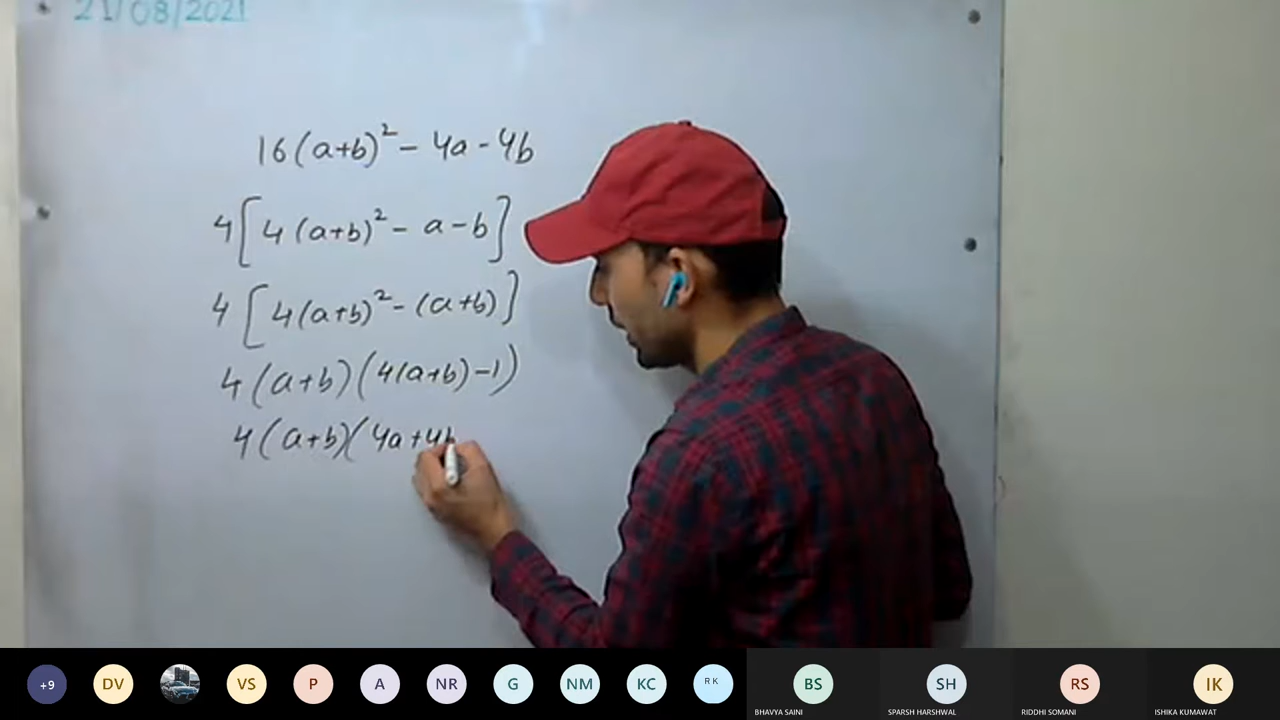 21/08/2021
16(a+b)² - 4a - 4b
4[4(a+b)² - a - b]
4[4(a+b)² - (a+b)]
4(a+b)(4(a+b)-1)
4(a+b)(4a+4b
+9 DV VS P A NR G NM KC R K BS SH RS IK
BHAVYA SAINI SPARSH HARSHWAL RIDDHI SOMANI ISHIKA KUMAWAT